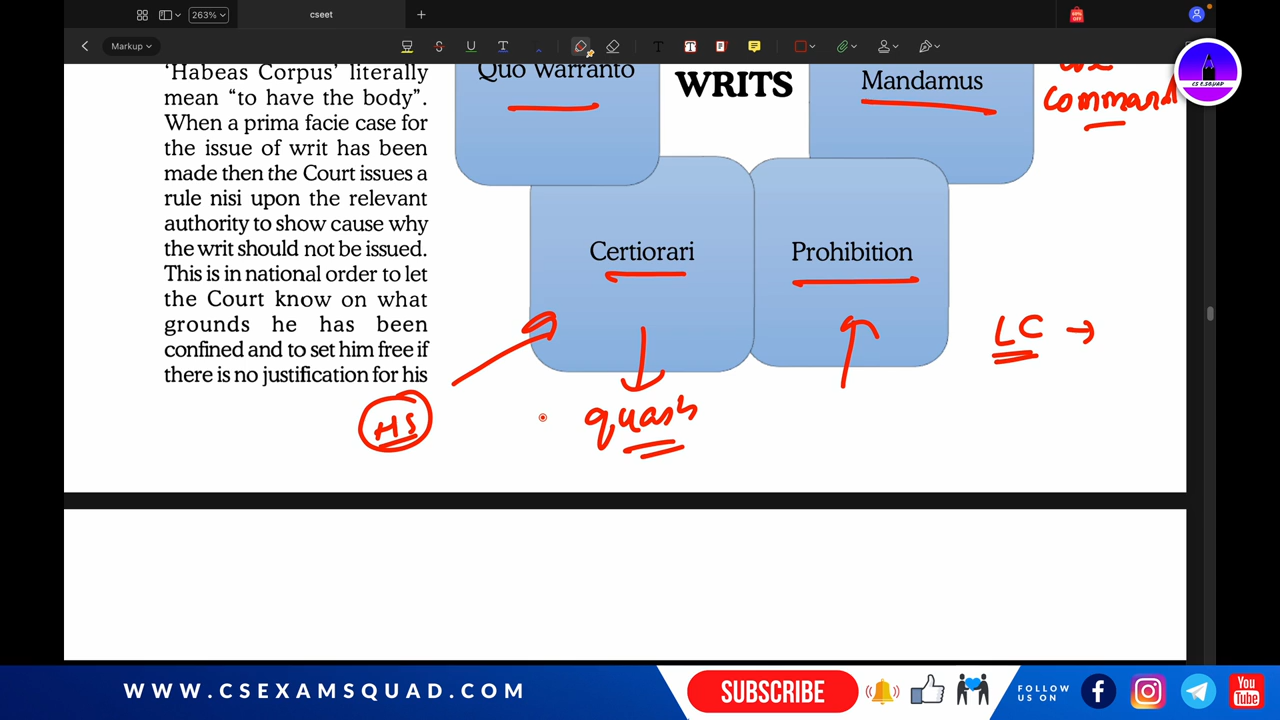 263%
cseet
Markup
'Habeas Corpus' literally
mean "to have the body".
When a prima facie case for
the issue of writ has been
made then the Court issues a
rule nisi upon the relevant
authority to show cause why
the writ should not be issued.
This is in national order to let
the Court know on what
grounds he has been
confined and to set him free if
there is no justification for his
Quo Warranto
WRITS
Mandamus
command
CS E.SQUAD
Certiorari
Prohibition
LC →
HS
quash
WWW.CSEXAMSQUAD.COM
SUBSCRIBE
FOLLOW
US ON
You
Tube